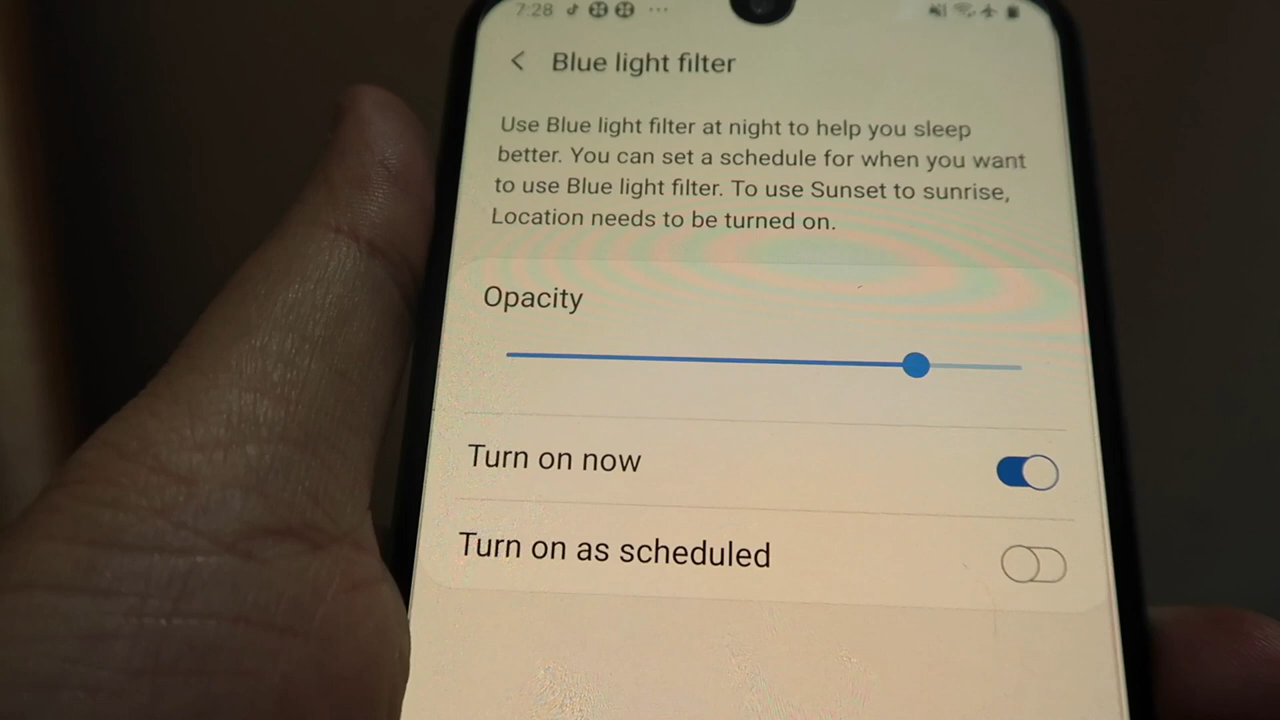 7:28
Blue light filter
Use Blue light filter at night to help you sleep
better. You can set a schedule for when you want
to use Blue light filter. To use Sunset to sunrise,
Location needs to be turned on.
Opacity
Turn on now
Turn on as scheduled